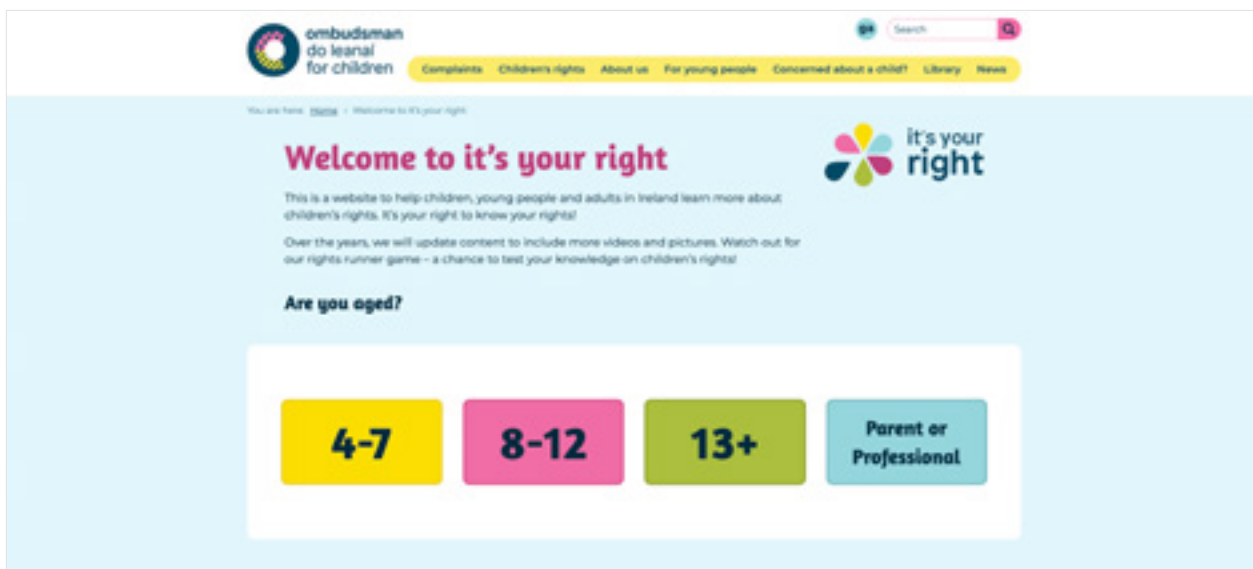 ombudsman
do leanaí
for children
ga
Search
Complaints Children's rights About us For young people Concerned about a child? Library News
You are here: Home › Welcome to it's your right
Welcome to it's your right
it's your
right
This is a website to help children, young people and adults in Ireland learn more about
children's rights. It's your right to know your rights!
Over the years, we will update content to include more videos and pictures. Watch out for
our rights runner game – a chance to test your knowledge on children's rights!
Are you aged?
4-7
8-12
13+
Parent or
Professional